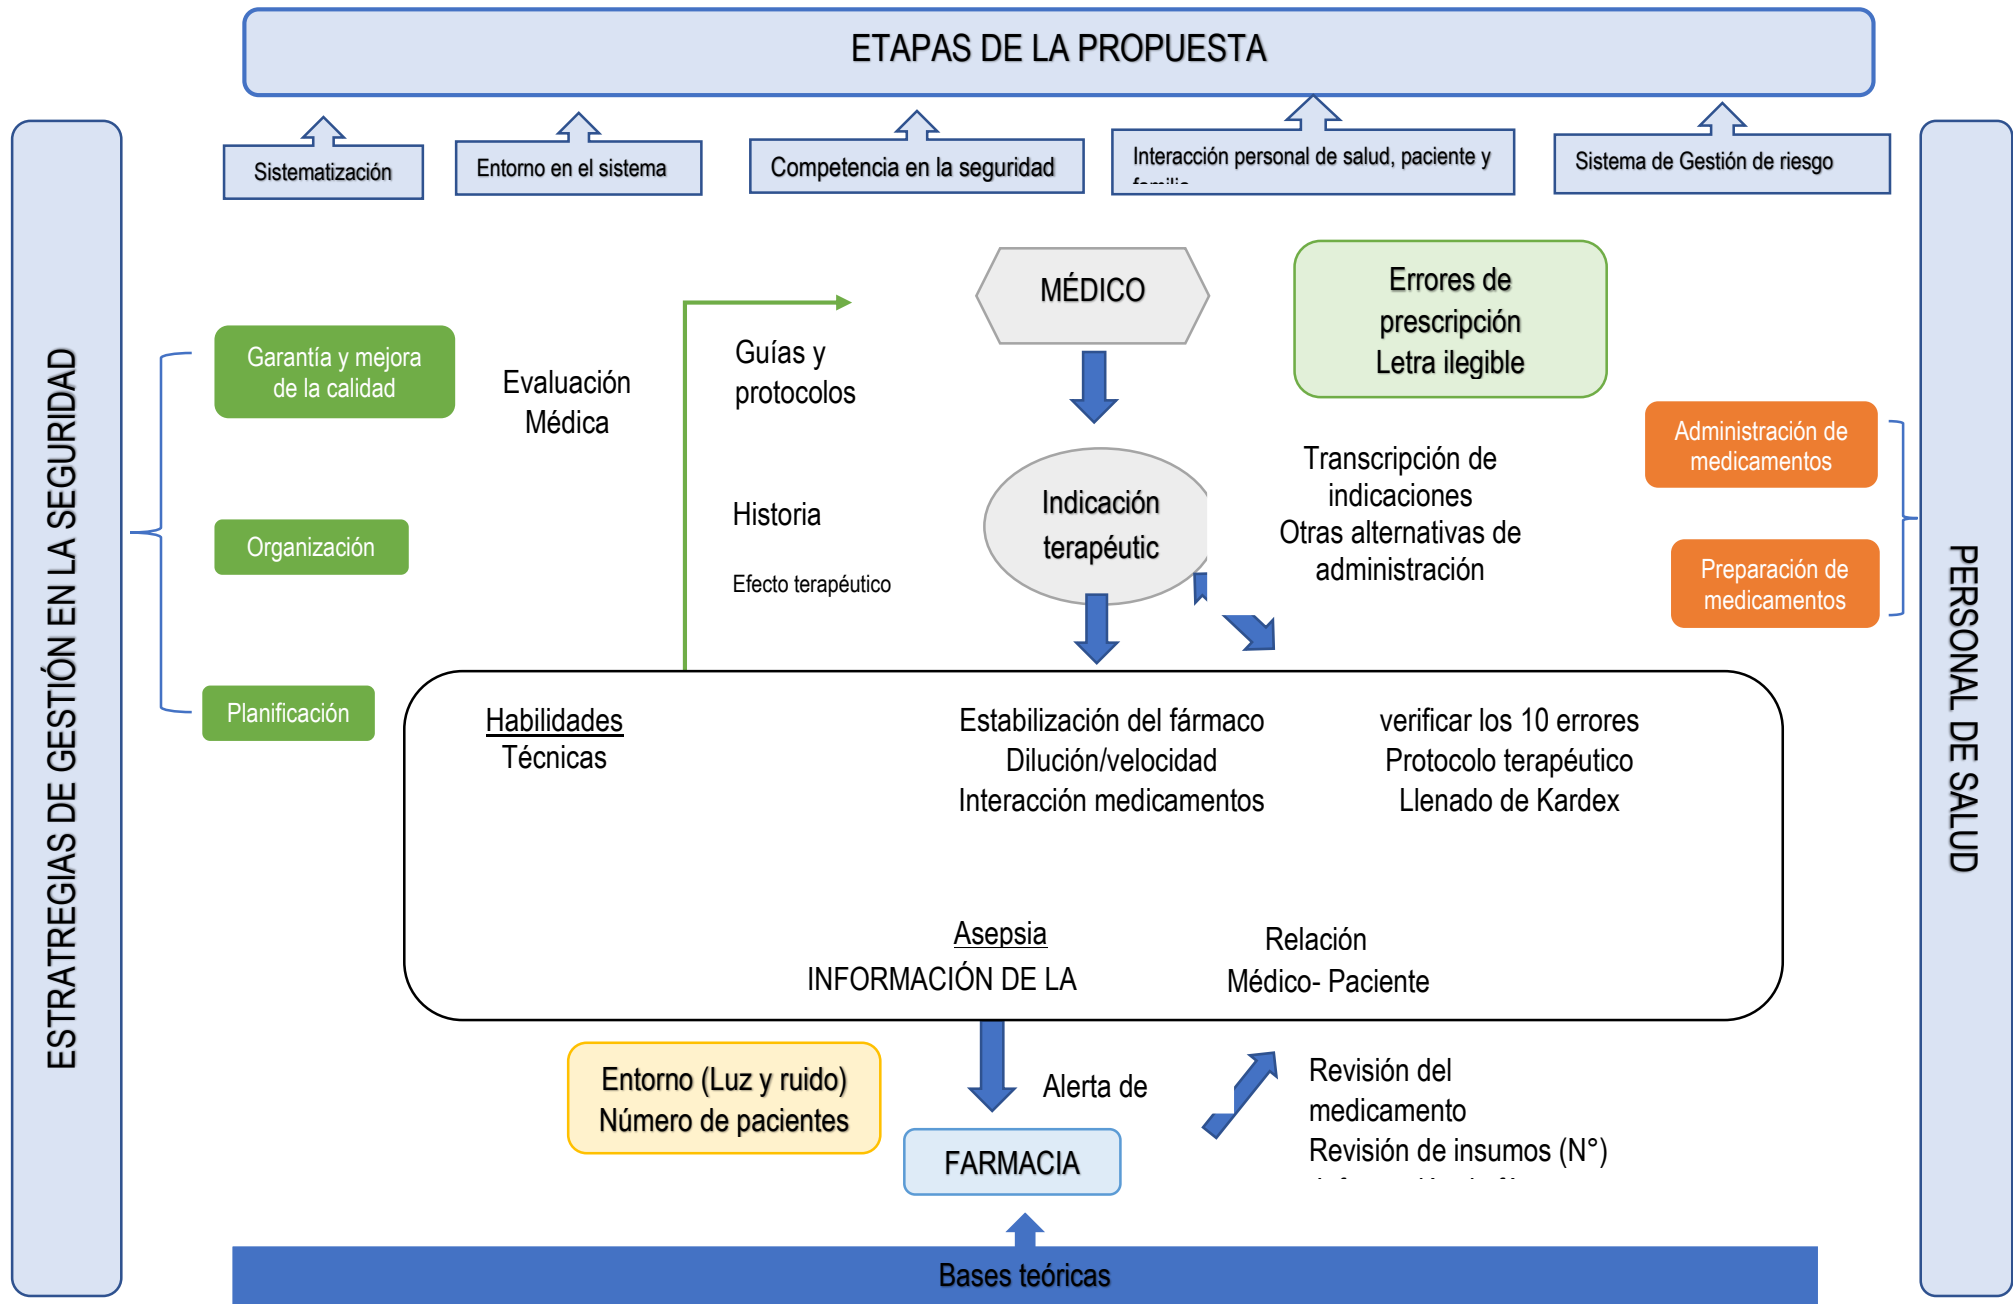 ETAPAS DE LA PROPUESTA
Sistematización
Entorno en el sistema
Competencia en la seguridad
Interacción personal de salud, paciente y
Sistema de Gestión de riesgo
ESTRATREGIAS DE GESTIÓN EN LA SEGURIDAD
PERSONAL DE SALUD
MÉDICO
Errores de
prescripción
Letra ilegible
Garantía y mejora
de la calidad
Evaluación
Médica
Guías y
protocolos
Administración de
medicamentos
Transcripción de
indicaciones
Otras alternativas de
administración
Indicación
terapéutic
Historia
Efecto terapéutico
Organización
Preparación de
medicamentos
Planificación
Habilidades
Técnicas
Estabilización del fármaco
Dilución/velocidad
Interacción medicamentos
verificar los 10 errores
Protocolo terapéutico
Llenado de Kardex
Asepsia
INFORMACIÓN DE LA
Relación
Médico- Paciente
Entorno (Luz y ruido)
Número de pacientes
Alerta de
FARMACIA
Revisión del
medicamento
Revisión de insumos (N°)
Bases teóricas